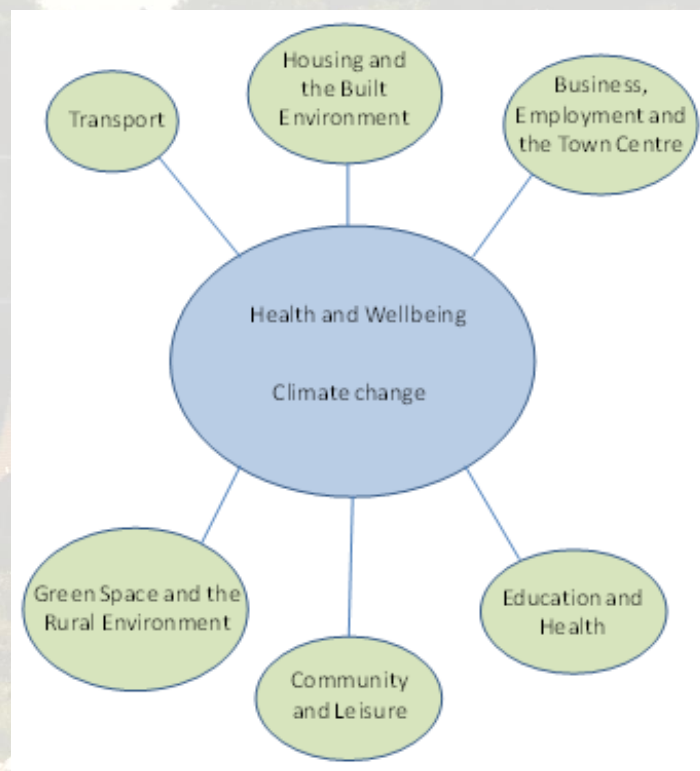 Housing and
the Built
Environment
Transport
Business,
Employment and
the Town Centre
Health and Wellbeing
Climate change
Green Space and the
Rural Environment
Education and
Health
Community
and Leisure